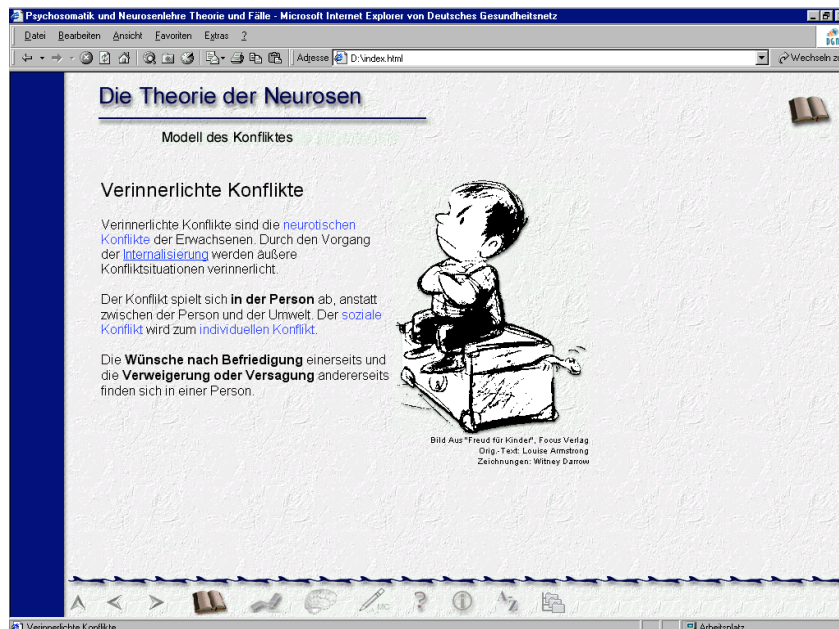 Psychosomatik und Neurosenlehre Theorie und Fälle - Microsoft Internet Explorer von Deutsches Gesundheitsnetz
Datei Bearbeiten Ansicht Favoriten Extras ?
Adresse D:\index.html Wechseln zu
Die Theorie der Neurosen
Modell des Konfliktes
Verinnerlichte Konflikte
Verinnerlichte Konflikte sind die neurotischen
Konflikte der Erwachsenen. Durch den Vorgang
der Internalisierung werden äußere
Konfliktsituationen verinnerlicht.
Der Konflikt spielt sich in der Person ab, anstatt
zwischen der Person und der Umwelt. Der soziale
Konflikt wird zum individuellen Konflikt.
Die Wünsche nach Befriedigung einerseits und
die Verweigerung oder Versagung andererseits
finden sich in einer Person.
Bild Aus "Freud für Kinder", Focus Verlag
Orig.-Text: Louise Armstrong
Zeichnungen: Witney Darrow
MC
A Z
Verinnerlichte Konflikte Arbeitsplatz